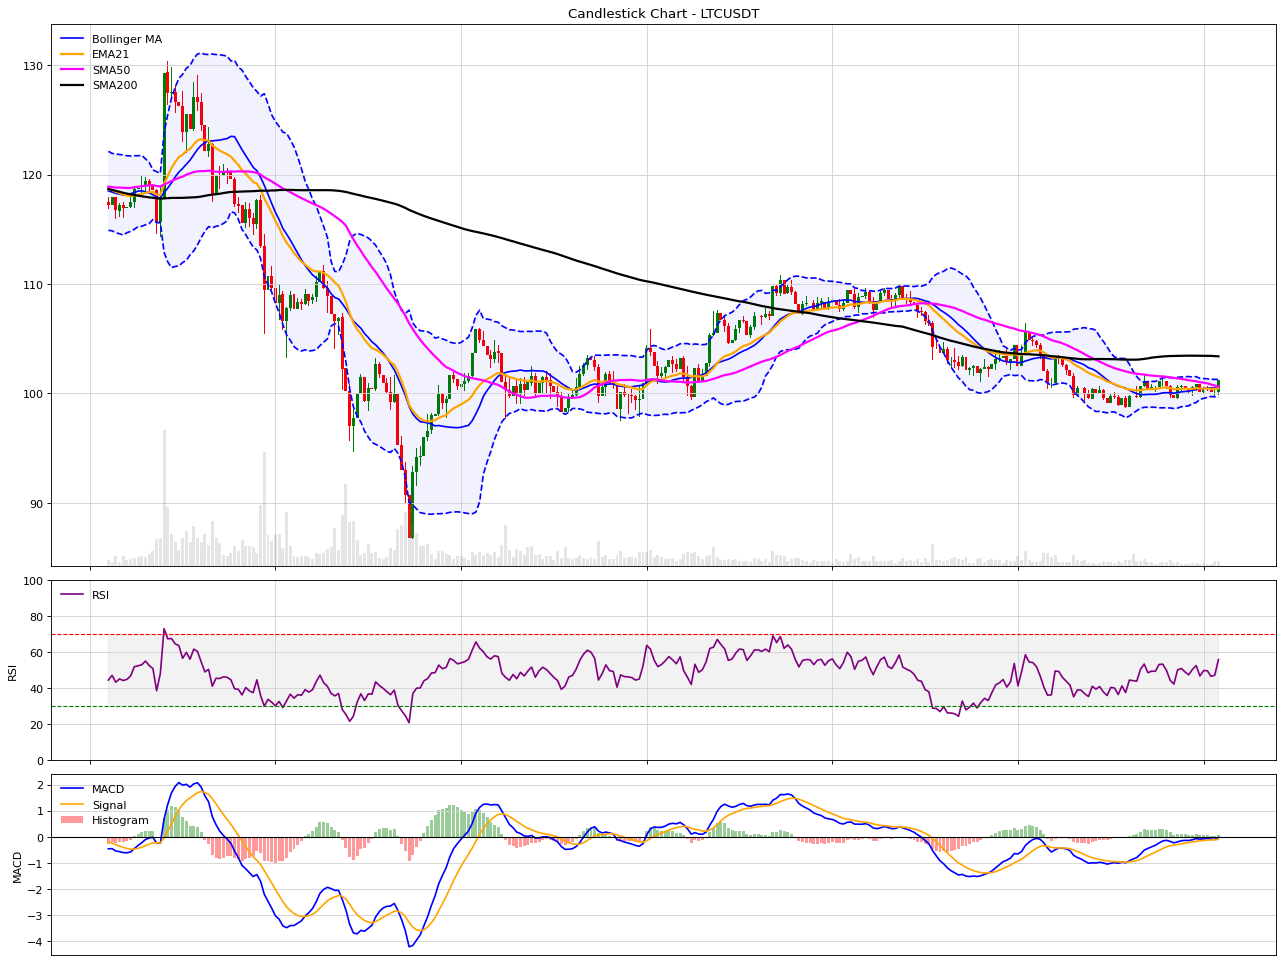 Candlestick Chart - LTCUSDT
Bollinger MA
EMA21
SMA50
SMA200
130
120
110
100
90
RSI
100
80
60
40
20
0
RSI
MACD
Signal
Histogram
2
1
0
−1
−2
−3
−4
MACD